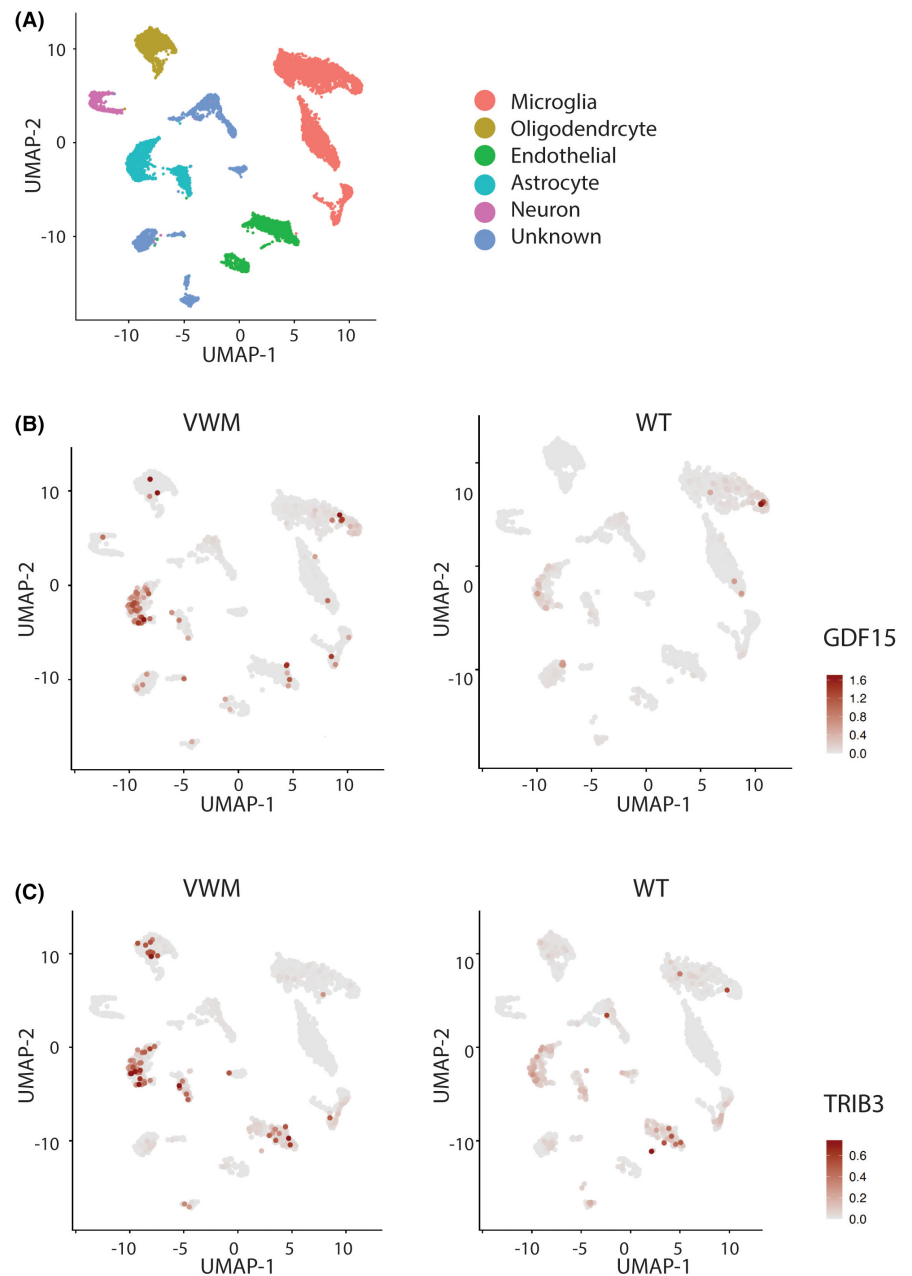 (A)
10
0
-10
UMAP-2
-10 -5 0 5 10
UMAP-1
Microglia
Oligodendrcyte
Endothelial
Astrocyte
Neuron
Unknown
(B)
VWM
10
0
-10
UMAP-2
-10 -5 0 5 10
UMAP-1
WT
10
0
-10
UMAP-2
-10 -5 0 5 10
UMAP-1
GDF15
1.6
1.2
0.8
0.4
0.0
(C)
VWM
10
0
-10
UMAP-2
-10 -5 0 5 10
UMAP-1
WT
10
0
-10
UMAP-2
-10 -5 0 5 10
UMAP-1
TRIB3
0.6
0.4
0.2
0.0